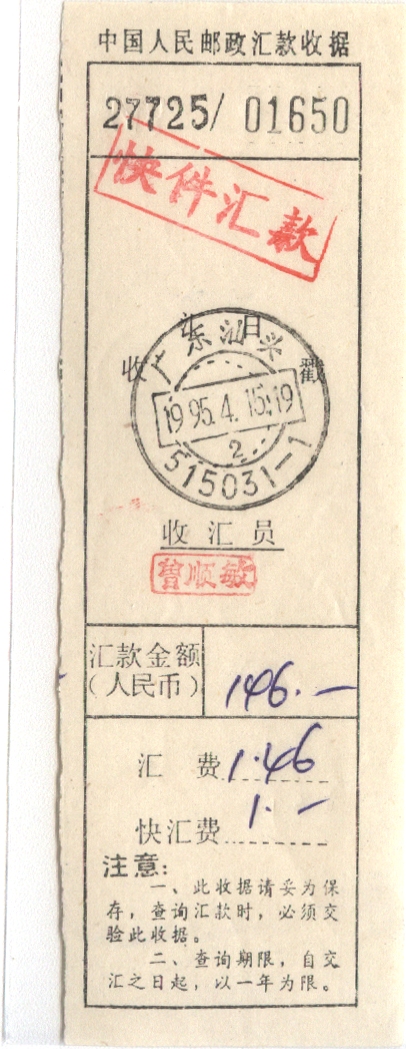 中国人民邮政汇款收据
27725/ 01650
快件汇款
收汇日戳
广东汕兴
1995.4.15.19
2
515031-1
收汇员
曾顺敏
汇款金额
(人民币)
146.—
汇 费 1.46
快汇费 1.—
注意:
一、此收据请妥为保
存,查询汇款时,必须交
验此收据。
二、查询期限,自交
汇之日起,以一年为限。